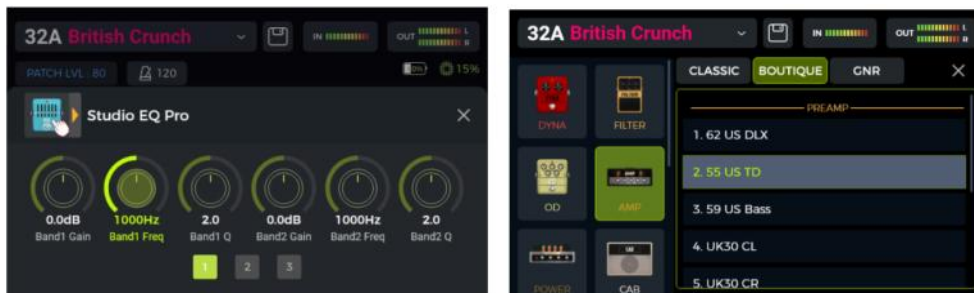 32A British Crunch
IN
OUT
L
R
PATCH LVL: 80
120
15%
Studio EQ Pro
0.0dB
1000Hz
2.0
0.0dB
1000Hz
2.0
Band1 Gain
Band1 Freq
Band1 Q
Band2 Gain
Band2 Freq
Band2 Q
1
2
3
32A British Crunch
IN
OUT
L
R
CLASSIC
BOUTIQUE
GNR
DYNA
FILTER
OD
AMP
POWER
CAB
PREAMP
1. 62 US DLX
2. 55 US TD
3. 59 US Bass
4. UK30 CL
5. UK30 CR